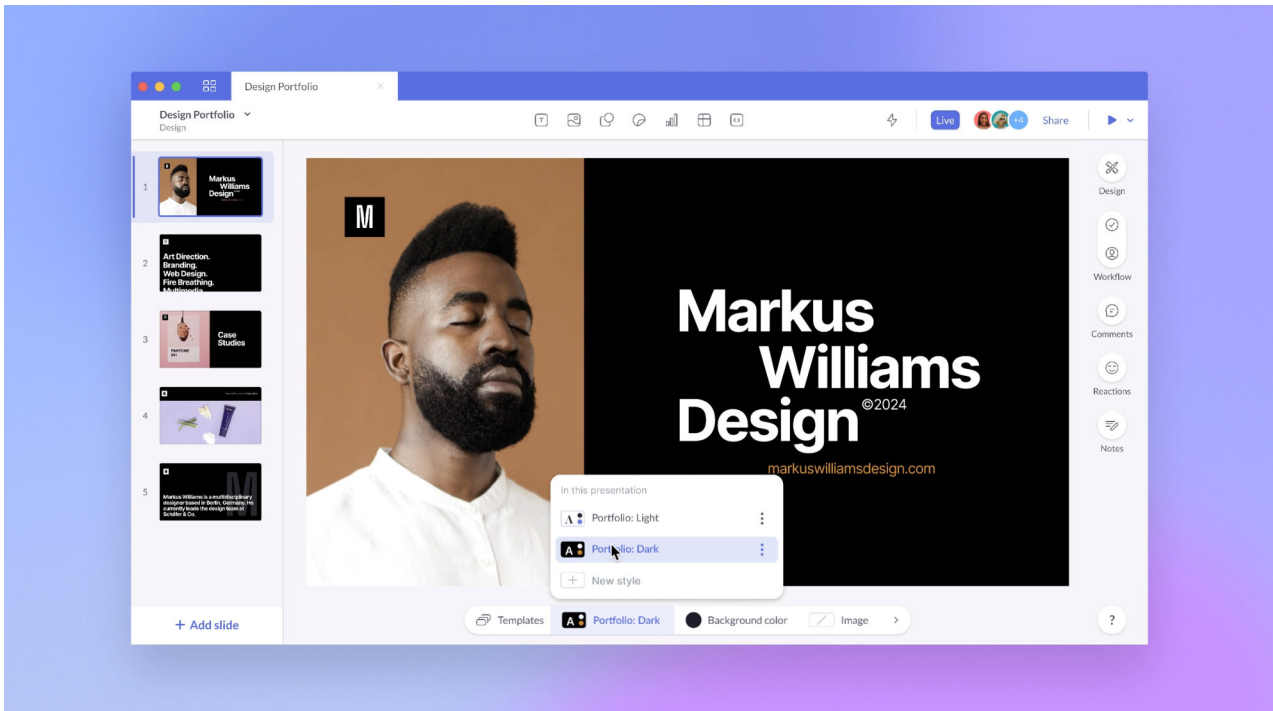 Design Portfolio
Design Portfolio
Design
T
Live
+4
Share
1
Markus
Williams
Design
2
Art Direction.
Branding.
Web Design.
Fire Breathing.
Multimedia
3
PANTONE
Case
Studies
4
5
M
Markus Williams is a multidisciplinary
designer based in Berlin, Germany. He
currently leads the design team at
Schäfer & Co.
+ Add slide
M
Markus
Williams
Design ©2024
markuswilliamsdesign.com
In this presentation
A Portfolio: Light
A Portfolio: Dark
+ New style
Templates
A Portfolio: Dark
Background color
Image
Design
Workflow
Comments
Reactions
Notes
?